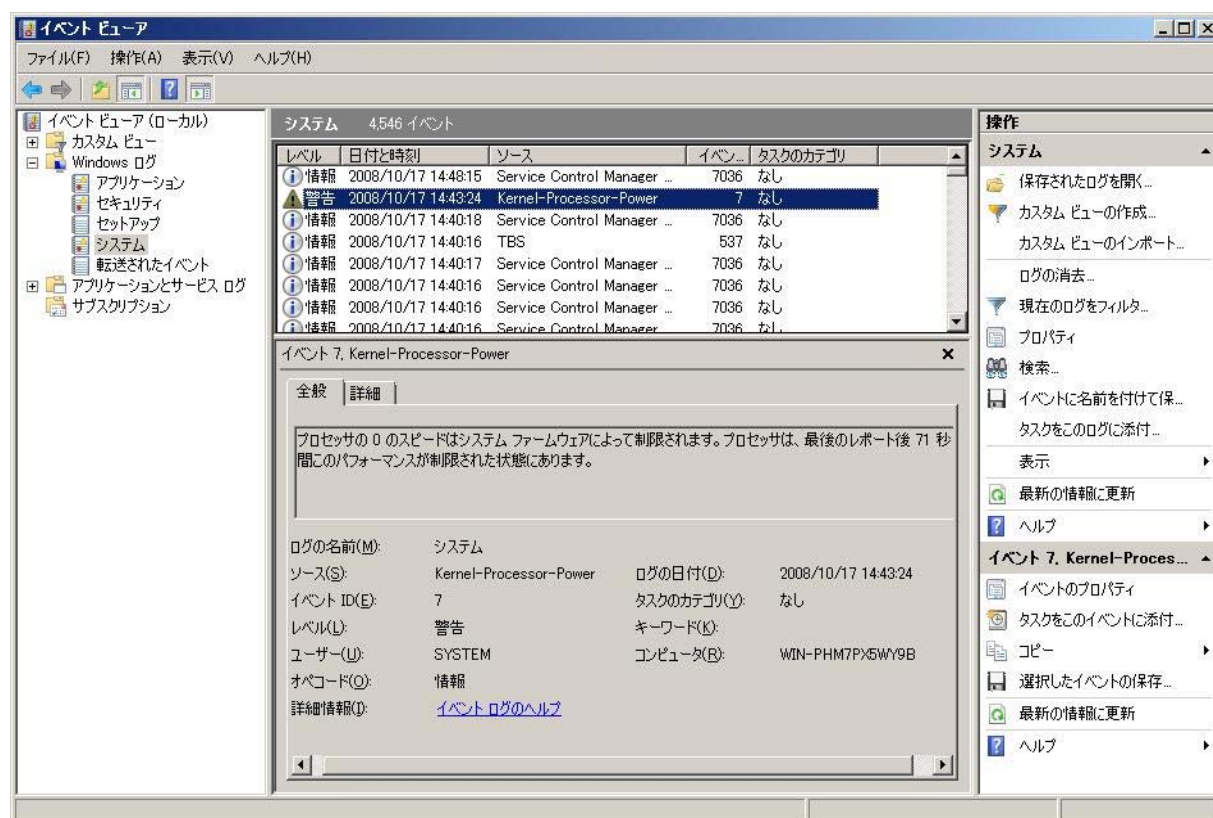 イベント ビューア
ファイル(F) 操作(A) 表示(V) ヘルプ(H)
イベント ビューア (ローカル)
カスタム ビュー
Windows ログ
アプリケーション
セキュリティ
セットアップ
システム
転送されたイベント
アプリケーションとサービス ログ
サブスクリプション
システム 4,546 イベント
レベル 日付と時刻 ソース イベン... タスクのカテゴリ
情報 2008/10/17 14:48:15 Service Control Manager ... 7036 なし
警告 2008/10/17 14:43:24 Kernel-Processor-Power 7 なし
情報 2008/10/17 14:40:18 Service Control Manager ... 7036 なし
情報 2008/10/17 14:40:16 TBS 537 なし
情報 2008/10/17 14:40:17 Service Control Manager ... 7036 なし
情報 2008/10/17 14:40:16 Service Control Manager ... 7036 なし
情報 2008/10/17 14:40:16 Service Control Manager ... 7036 なし
情報 2008/10/17 14:40:16 Service Control Manager 7036 なし
イベント 7, Kernel-Processor-Power
全般 詳細
プロセッサの 0 のスピードはシステム ファームウェアによって制限されます。プロセッサは、最後のレポート後 71 秒
間このパフォーマンスが制限された状態にあります。
ログの名前(M): システム
ソース(S): Kernel-Processor-Power ログの日付(D): 2008/10/17 14:43:24
イベント ID(E): 7 タスクのカテゴリ(Y): なし
レベル(L): 警告 キーワード(K):
ユーザー(U): SYSTEM コンピュータ(R): WIN-PHM7PX5WY9B
オペコード(O): 情報
詳細情報(I): イベント ログのヘルプ
操作
システム
保存されたログを開く...
カスタム ビューの作成...
カスタム ビューのインポート...
ログの消去...
現在のログをフィルタ...
プロパティ
検索...
イベントに名前を付けて保...
タスクをこのログに添付...
表示
最新の情報に更新
ヘルプ
イベント 7, Kernel-Proces...
イベントのプロパティ
タスクをこのイベントに添付...
コピー
選択したイベントの保存...
最新の情報に更新
ヘルプ